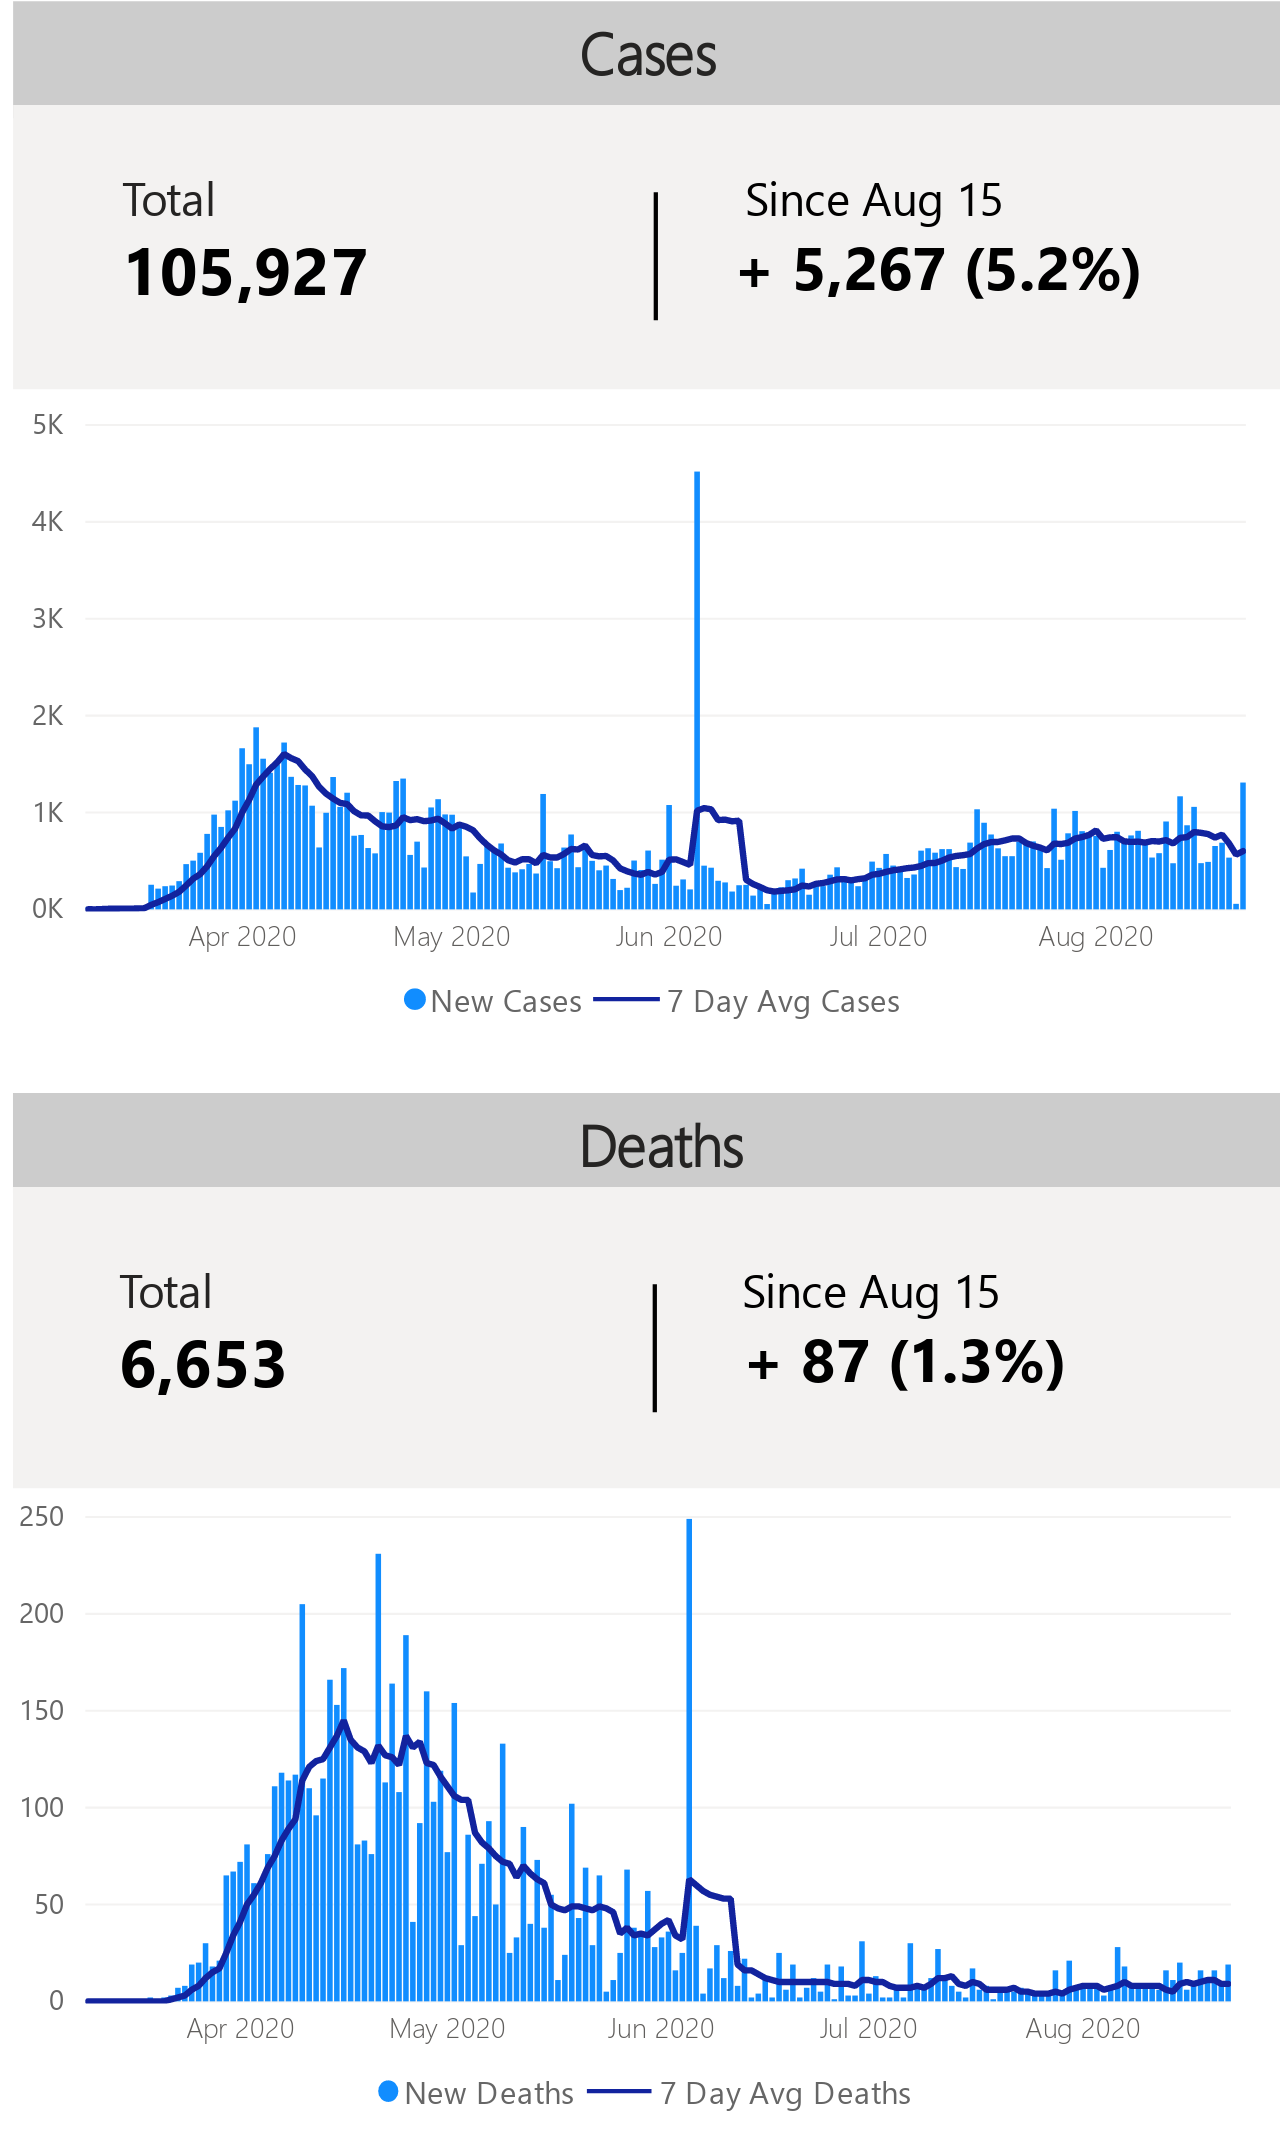 Cases
Total
Since Aug 15
105,927
+ 5,267 (5.2%)
5K
4K
3K
2K
1K
0K
Apr 2020
May 2020
Jun 2020
Jul 2020
Aug 2020
New Cases
7 Day Avg Cases
Deaths
Total
Since Aug 15
6,653
+ 87 (1.3%)
250
200
150
100
50
0
Apr 2020
May 2020
Jun 2020
Jul 2020
Aug 2020
New Deaths
7 Day Avg Deaths